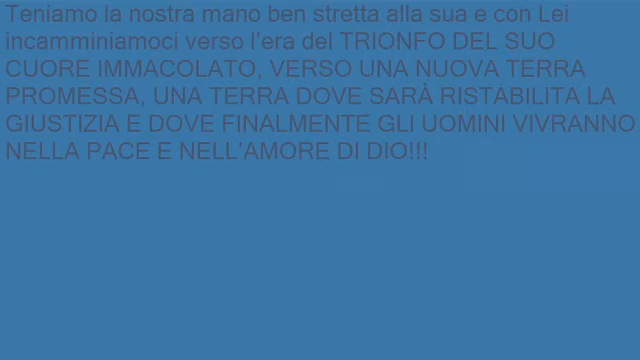 Teniamo la nostra mano ben stretta alla sua e con Lei
incamminiamoci verso l'era del TRIONFO DEL SUO
CUORE IMMACOLATO, VERSO UNA NUOVA TERRA
PROMESSA, UNA TERRA DOVE SARÀ RISTABILITA LA
GIUSTIZIA E DOVE FINALMENTE GLI UOMINI VIVRANNO
NELLA PACE E NELL'AMORE DI DIO!!!